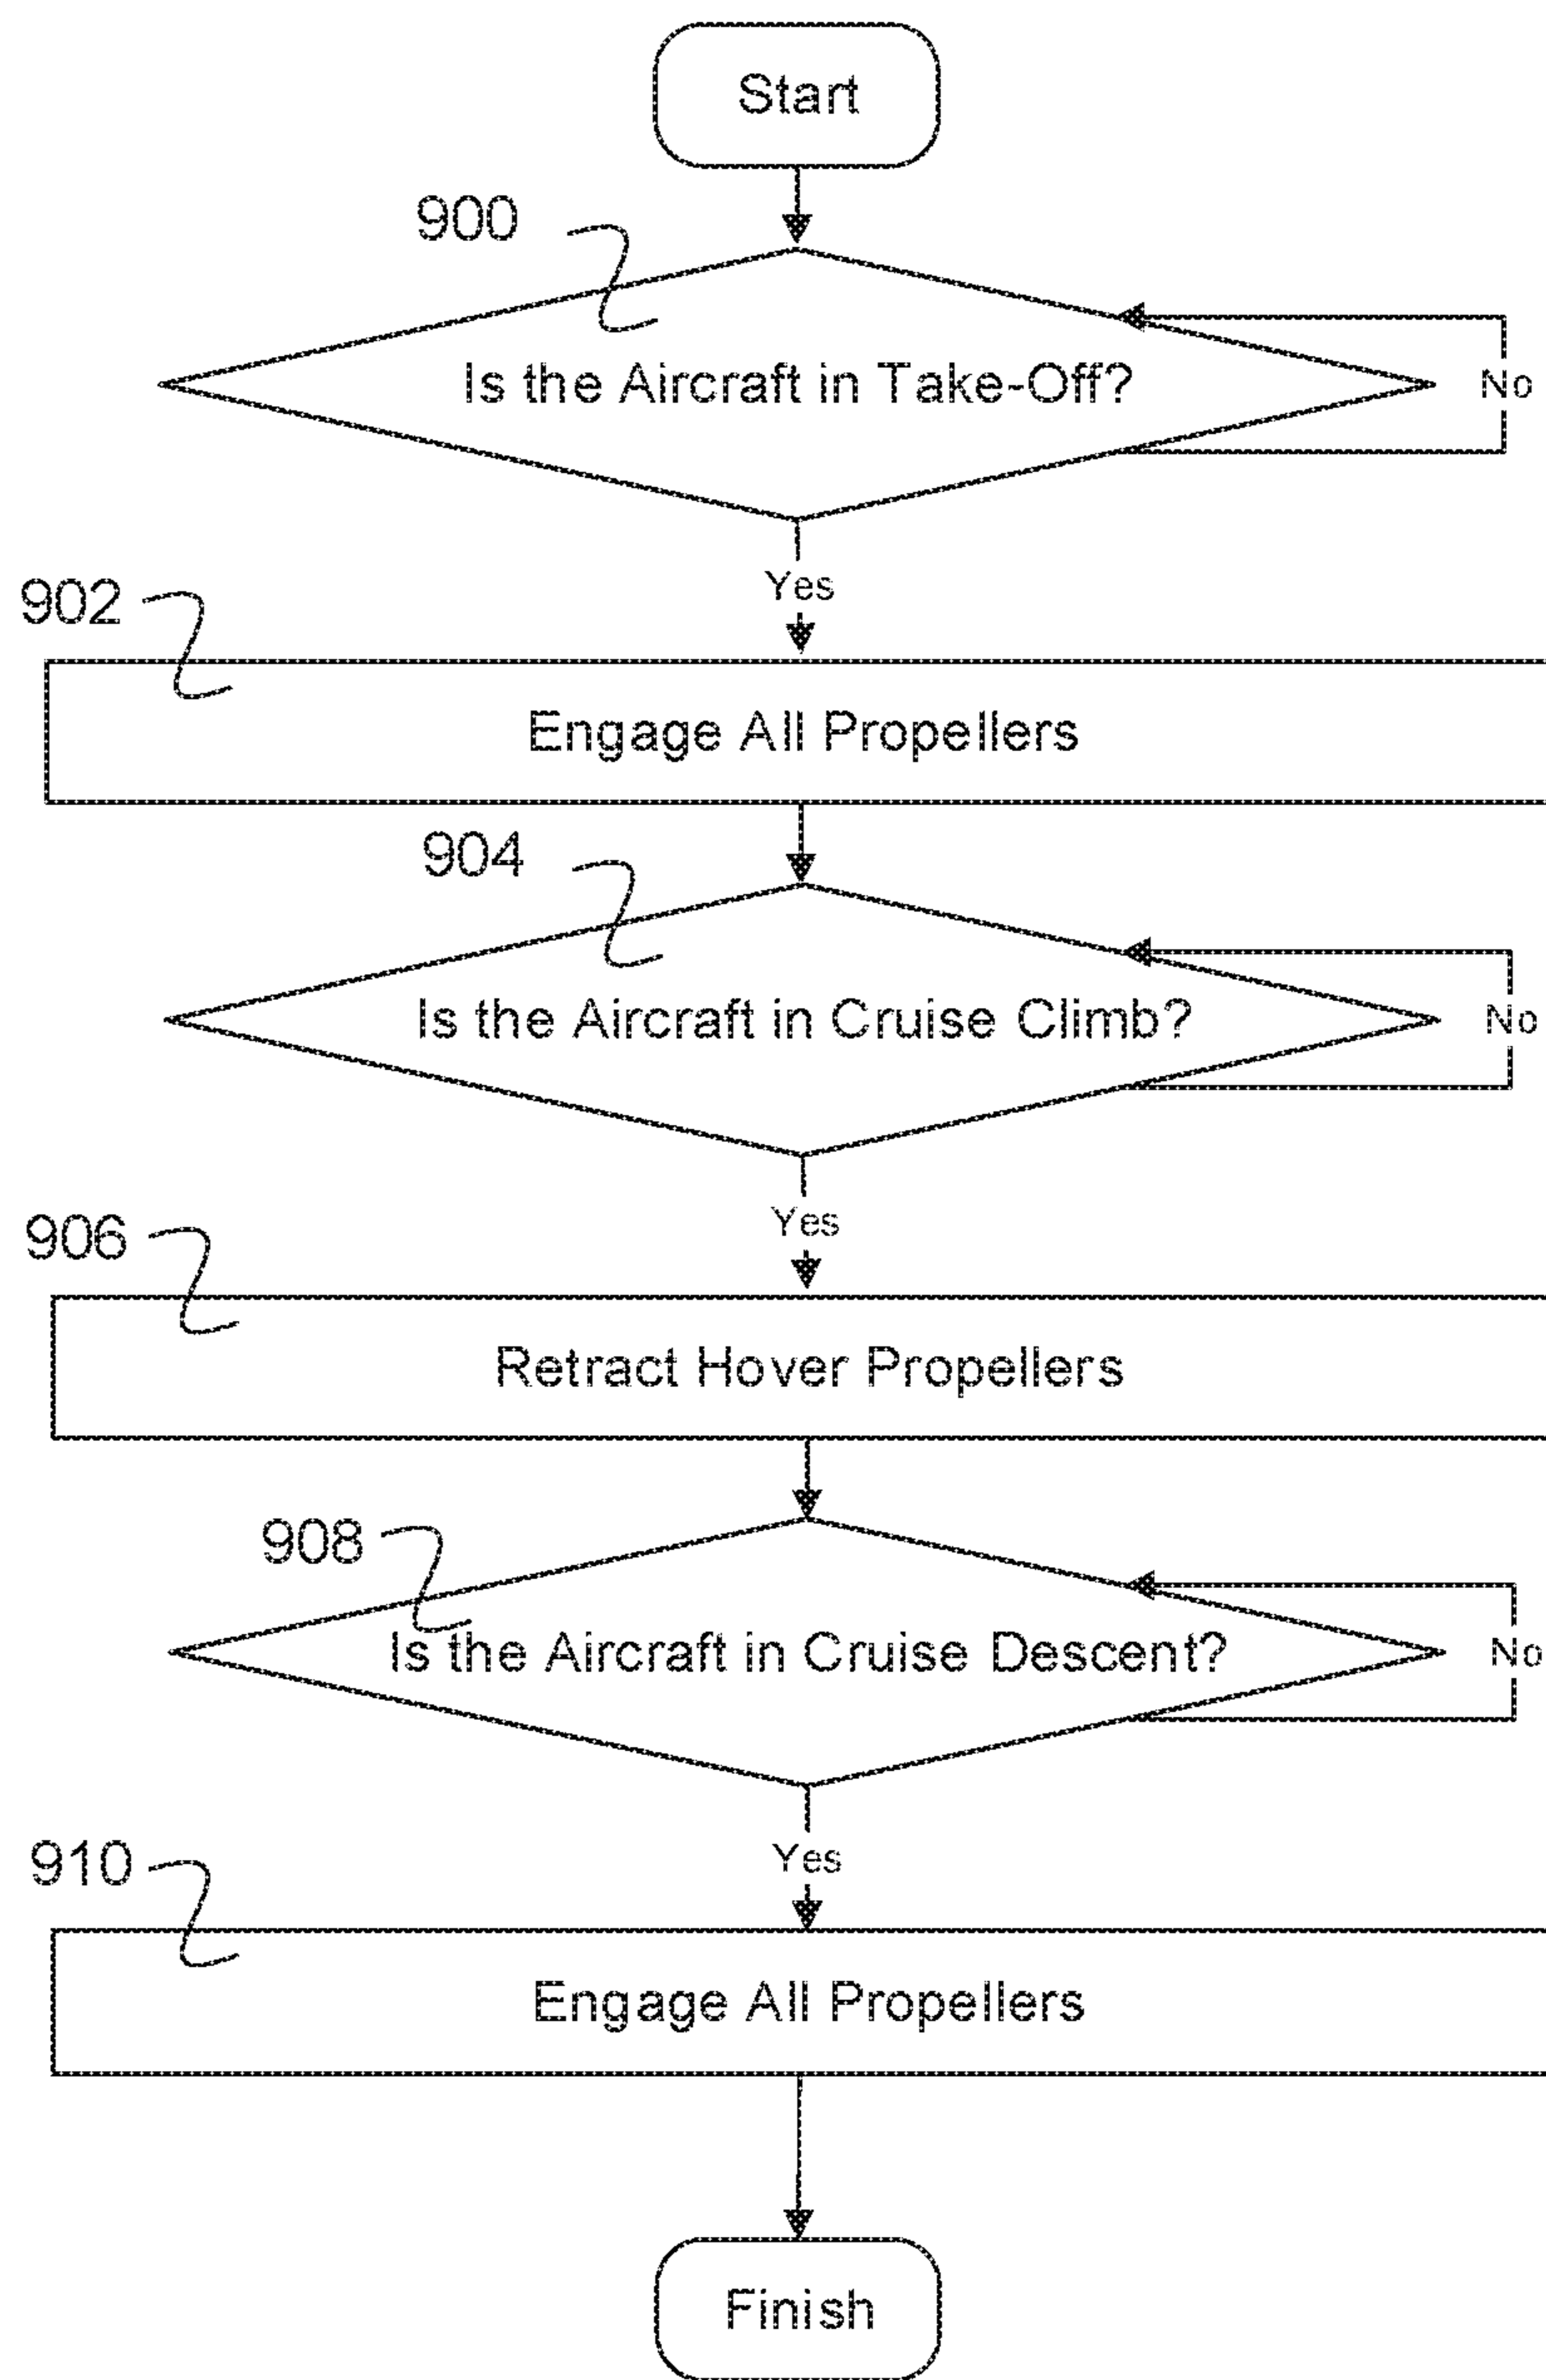 Start
900
Is the Aircraft in Take-Off?
No
Yes
902
Engage All Propellers
904
Is the Aircraft in Cruise Climb?
No
Yes
906
Retract Hover Propellers
908
Is the Aircraft in Cruise Descent?
No
Yes
910
Engage All Propellers
Finish